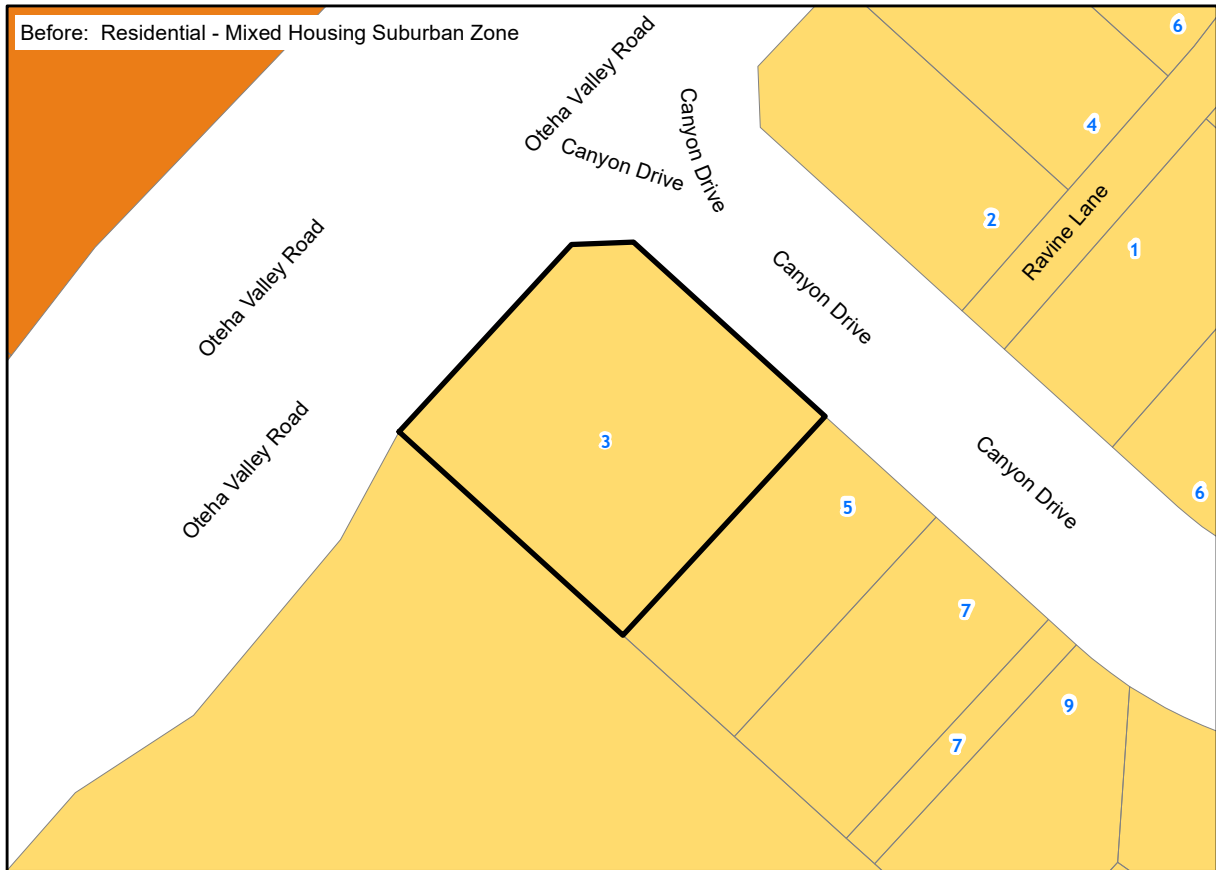 Before:  Residential - Mixed Housing Suburban Zone
6
Oteha Valley Road
Canyon Drive
4
Canyon Drive
2
Ravine Lane
1
Oteha Valley Road
Canyon Drive
3
Oteha Valley Road
Canyon Drive
6
5
7
9
7